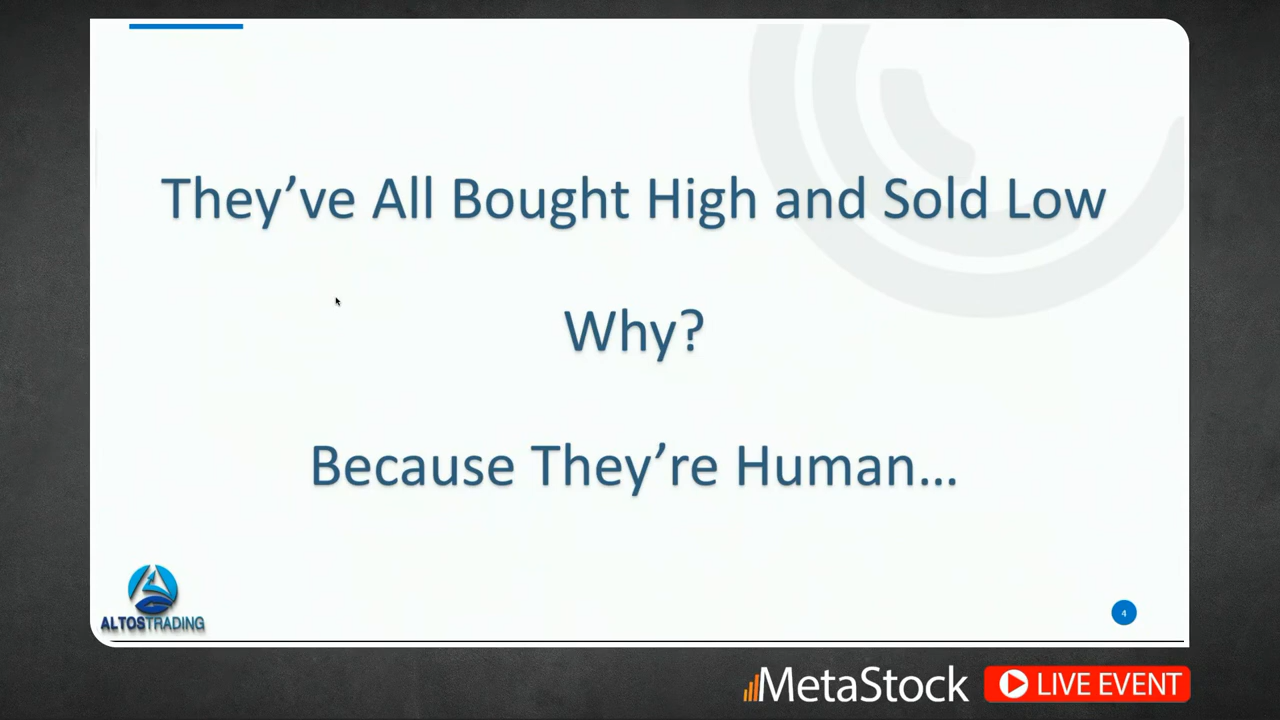 They’ve All Bought High and Sold Low
Why?
Because They’re Human...
ALTOSTRADING
4
MetaStock
LIVE EVENT